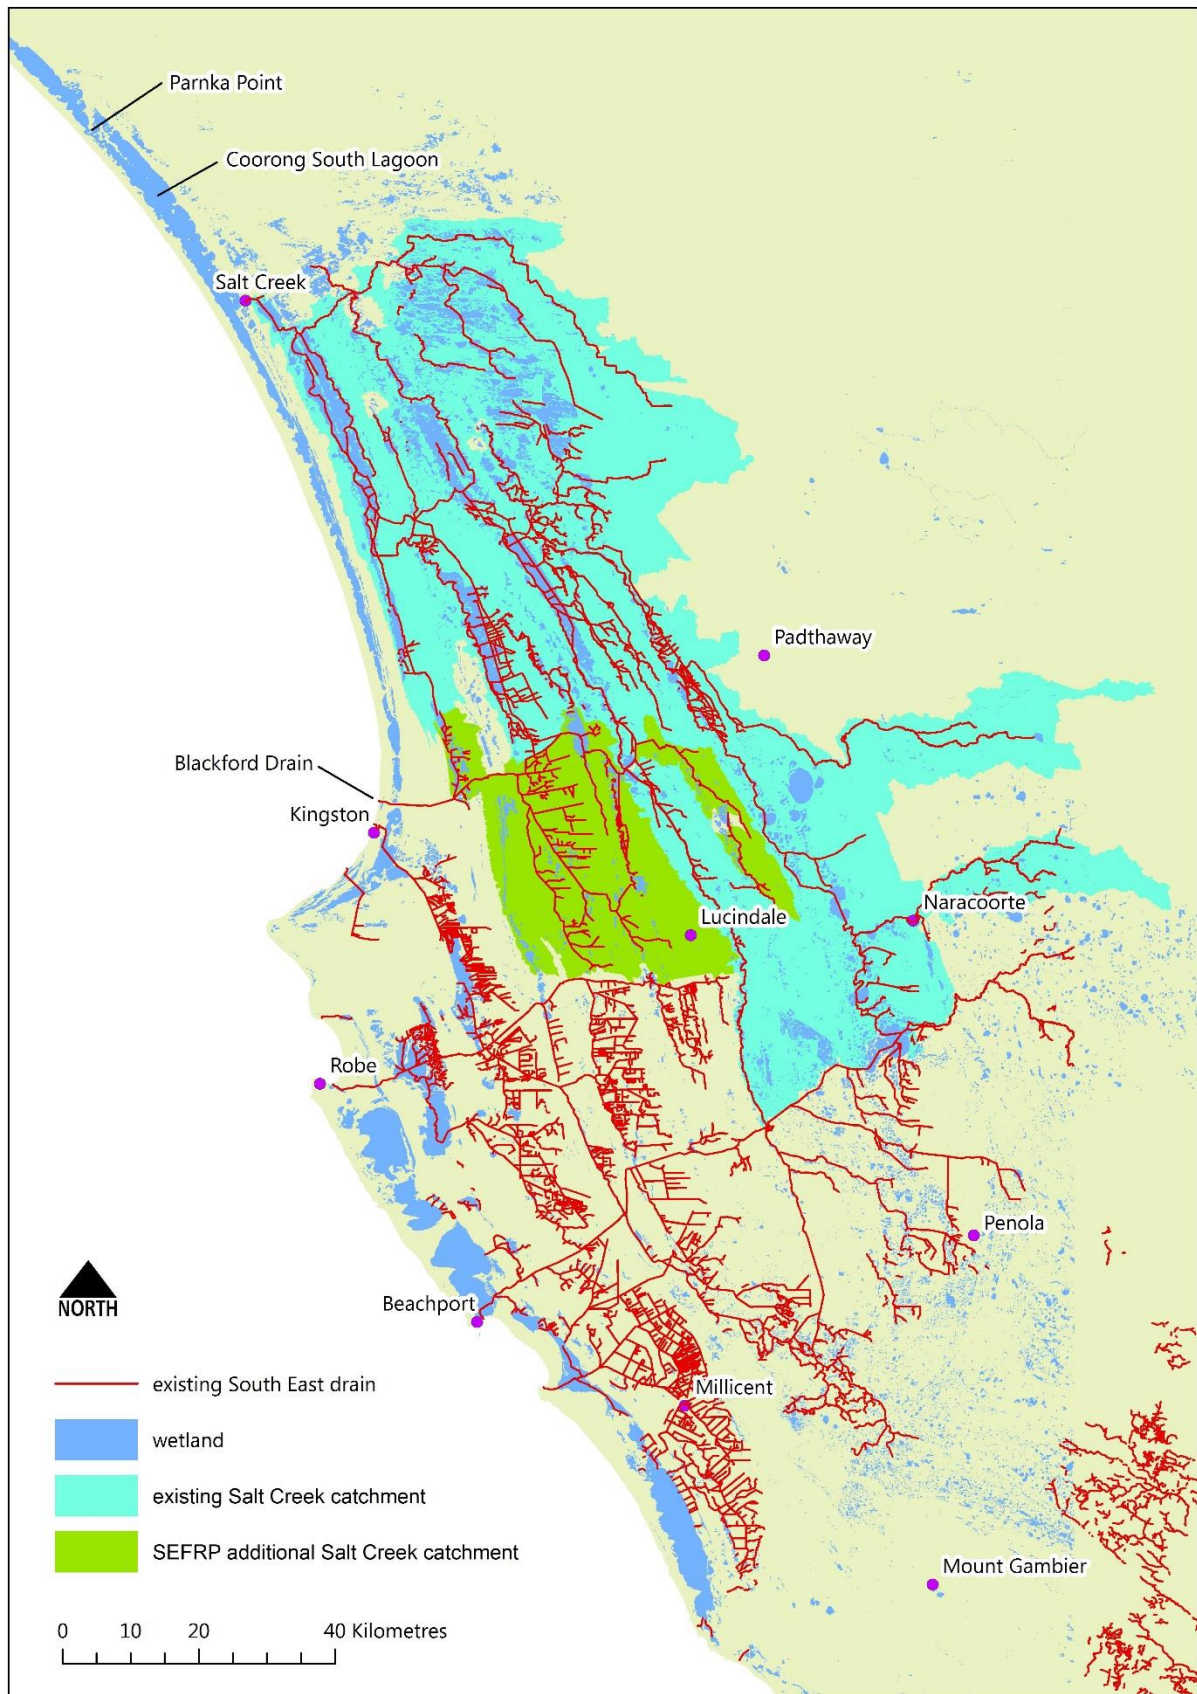 Parnka Point
Coorong South Lagoon
Salt Creek
Padthaway
Blackford Drain
Kingston
Naracoorte
Lucindale
Robe
Penola
NORTH
Beachport
existing South East drain
Millicent
wetland
existing Salt Creek catchment
SEFRP additional Salt Creek catchment
Mount Gambier
0 10 20 40 Kilometres